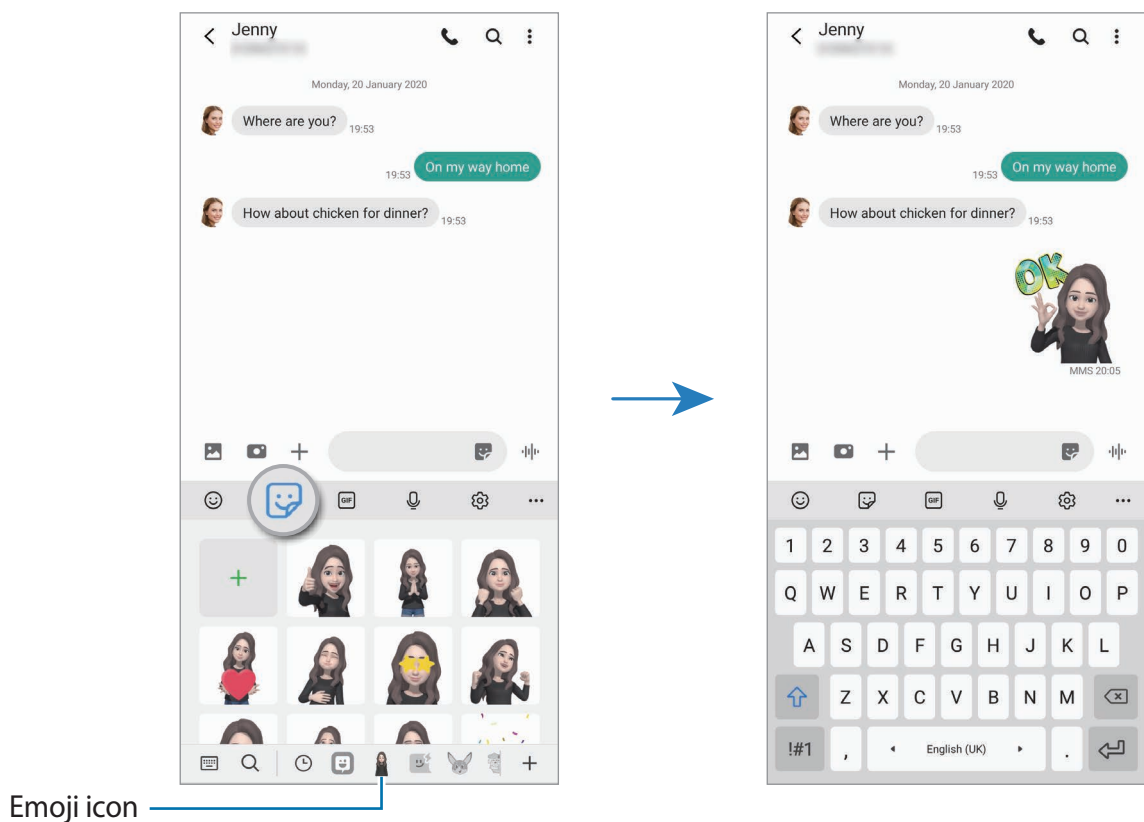 Jenny
Monday, 20 January 2020
Where are you?
19:53
19:53
On my way home
How about chicken for dinner?
19:53
GIF
!
Emoji icon
Jenny
Monday, 20 January 2020
Where are you?
19:53
19:53
On my way home
How about chicken for dinner?
19:53
OK
MMS 20:05
GIF
1 2 3 4 5 6 7 8 9 0
Q W E R T Y U I O P
A S D F G H J K L
Z X C V B N M
!#1 , English (UK) .